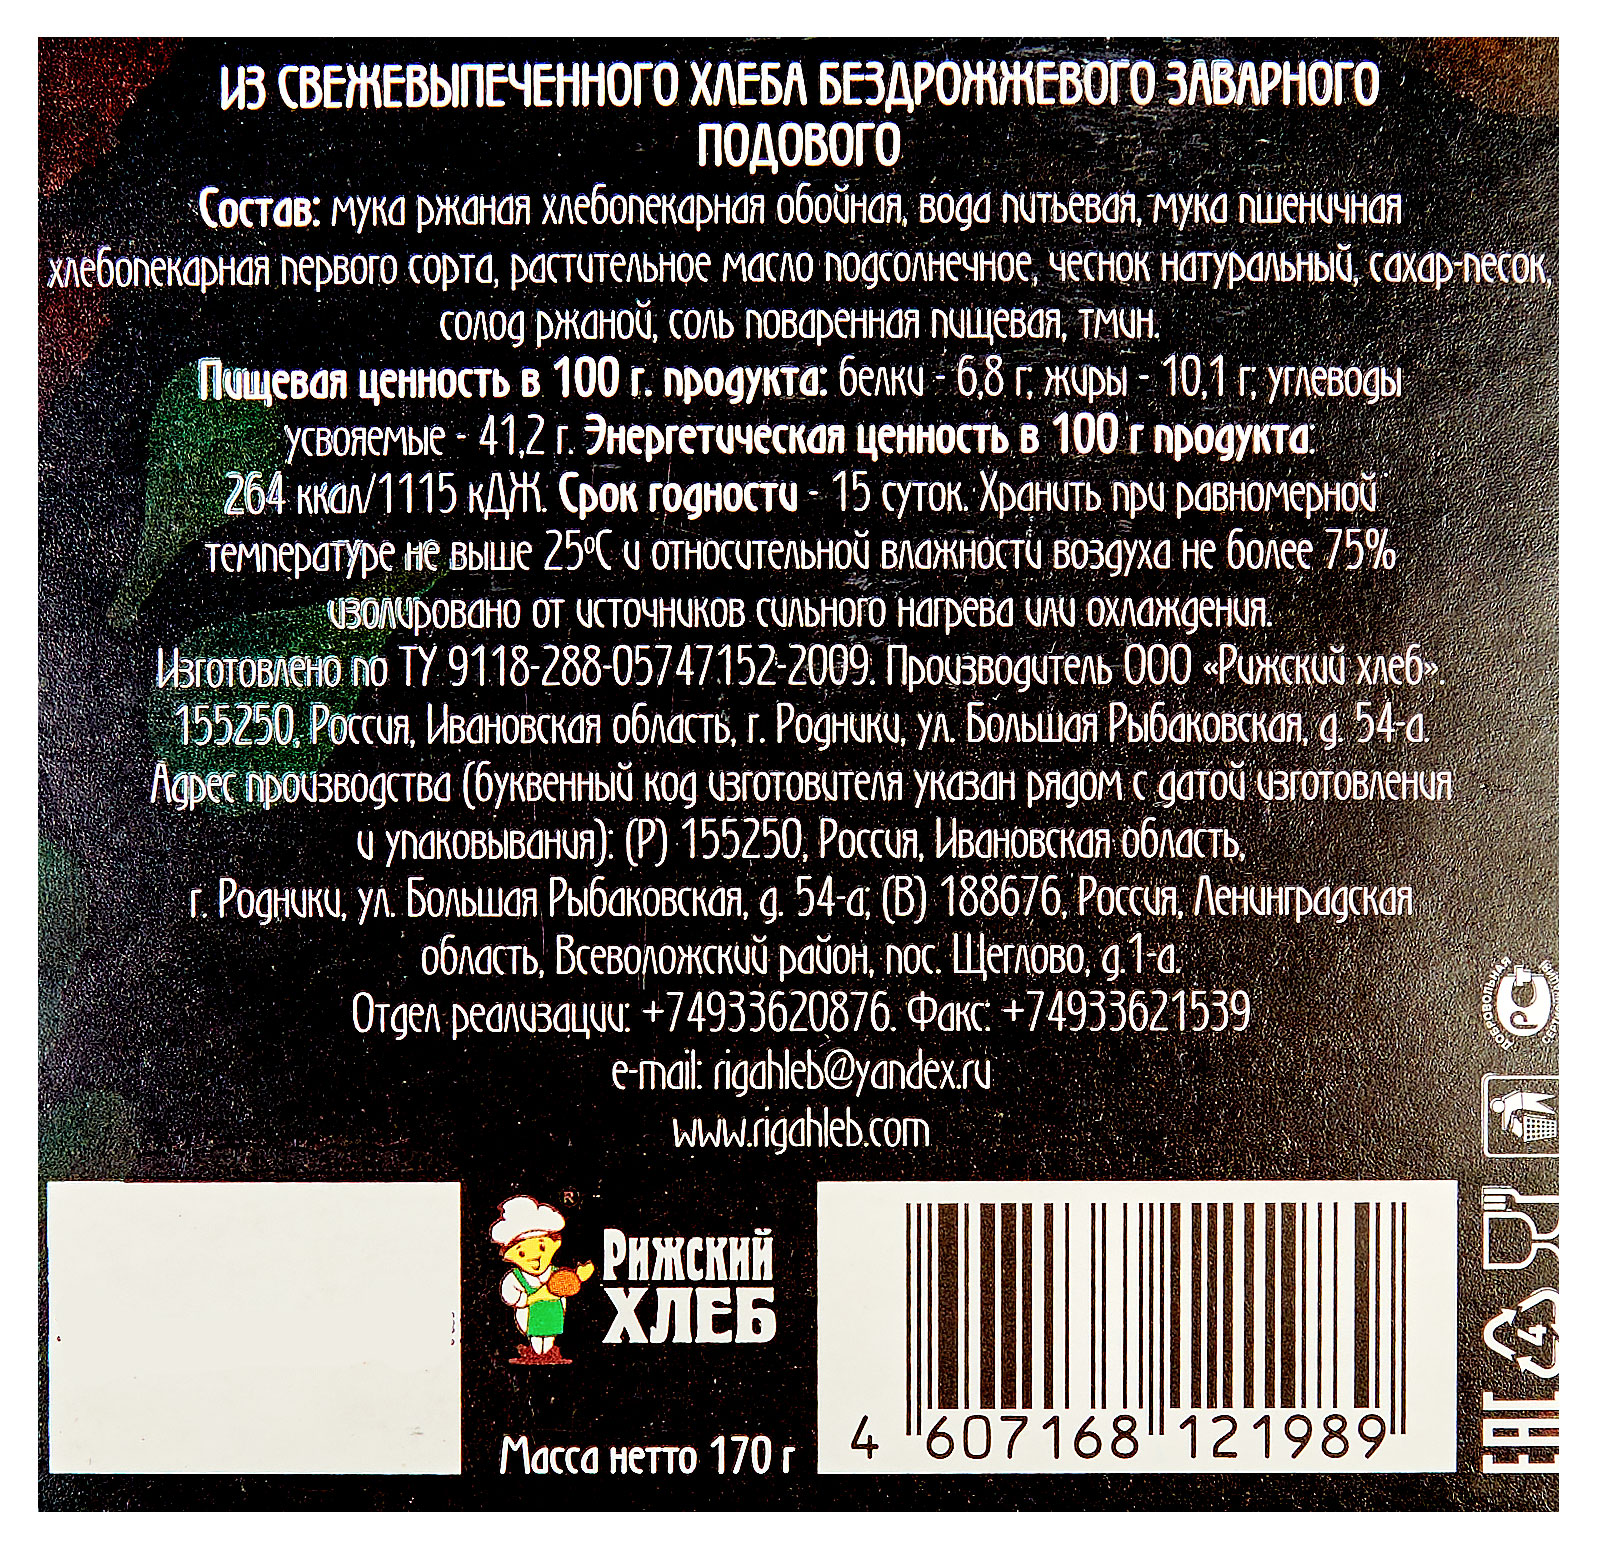 ИЗ СВЕЖЕВЫПЕЧЕННОГО ХЛЕБА БЕЗДРОЖЖЕВОГО ЗАВАРНОГО
ПОДОВОГО
Состав: мука ржаная хлебопекарная обойная, вода питьевая, мука пшеничная
хлебопекарная первого сорта, растительное масло подсолнечное, чеснок натуральный, сахар-песок,
солод ржаной, соль поваренная пищевая, тмин.
Пищевая ценность в 100 г. продукта: белки - 6,8 г, жиры - 10,1 г, углеводы
усвояемые - 41,2 г. Энергетическая ценность в 100 г продукта:
264 ккал/1115 кДЖ. Срок годности - 15 суток. Хранить при равномерной
температуре не выше 25ºС и относительной влажности воздуха не более 75%
изолировано от источников сильного нагрева или охлаждения.
Изготовлено по ТУ 9118-288-05747152-2009. Производитель ООО «Рижский хлеб».
155250, Россия, Ивановская область, г. Родники, ул. Большая Рыбаковская, д. 54-а.
Адрес производства (буквенный код изготовителя указан рядом с датой изготовления
и упаковывания): (Р) 155250, Россия, Ивановская область,
г. Родники, ул. Большая Рыбаковская, д. 54-а; (В) 188676, Россия, Ленинградская
область, Всеволожский район, пос. Щеглово, д.1-а.
Отдел реализации: +74933620876. Факс: +74933621539
e-mail: rigahleb@yandex.ru
www.rigahleb.com
ДОБРОВОЛЬНАЯ
РСТ
4
EAC
®
РИЖСКИЙ
ХЛЕБ
Масса нетто 170 г
4 607168 121989